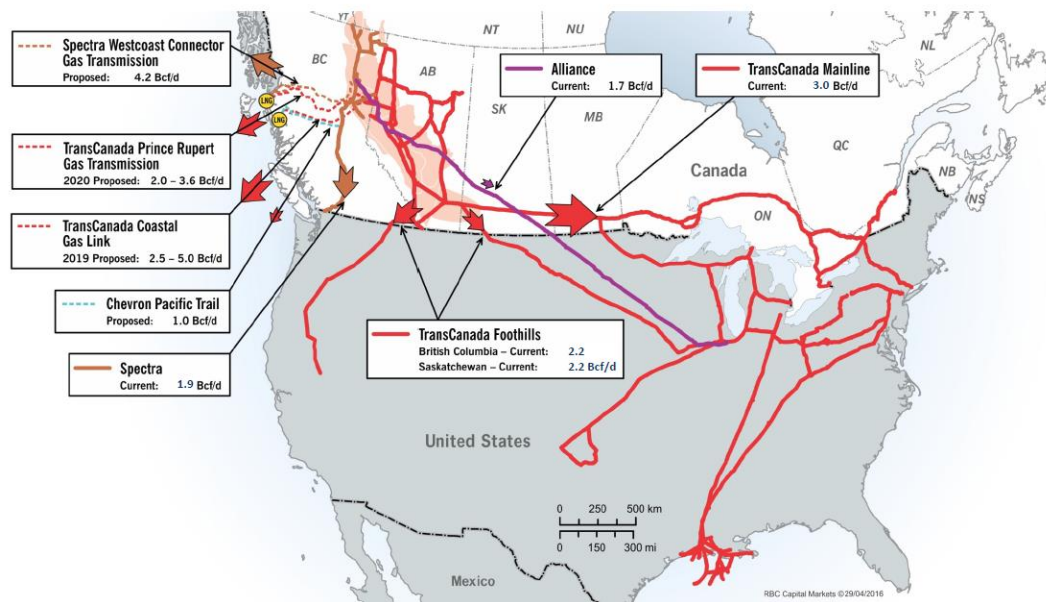 YT
NT
NU
NL
BC
AB
SK
MB
QC
ON
NB
NS
Spectra Westcoast Connector
Gas Transmission
Proposed: 4.2 Bcf/d
LNG
LNG
TransCanada Prince Rupert
Gas Transmission
2020 Proposed: 2.0 – 3.6 Bcf/d
TransCanada Coastal
Gas Link
2019 Proposed: 2.5 – 5.0 Bcf/d
Chevron Pacific Trail
Proposed: 1.0 Bcf/d
Spectra
Current: 1.9 Bcf/d
Alliance
Current: 1.7 Bcf/d
TransCanada Mainline
Current: 3.0 Bcf/d
Canada
TransCanada Foothills
British Columbia – Current: 2.2
Saskatchewan – Current: 2.2 Bcf/d
United States
0 250 500 km
0 150 300 mi
Mexico
RBC Capital Markets ©29/04/2016